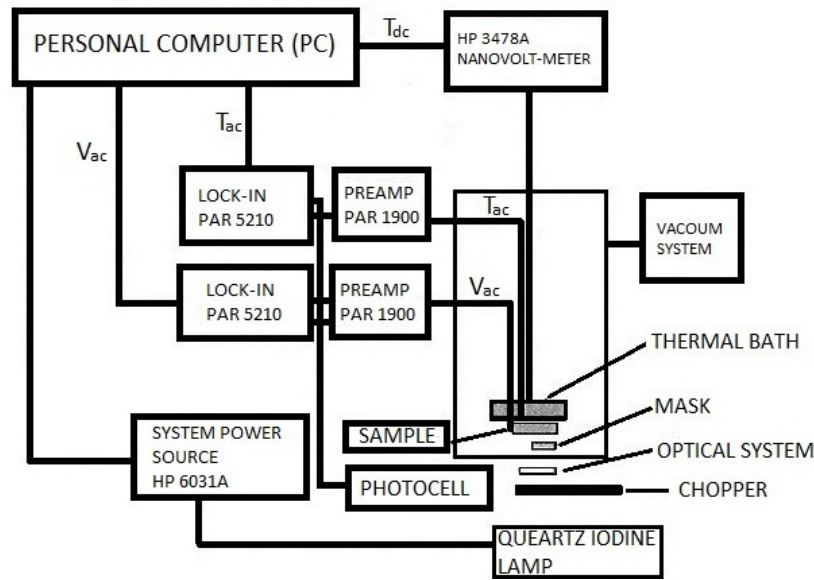 PERSONAL COMPUTER (PC)
Tdc
HP 3478A
NANOVOLT-METER
Vac
Tac
LOCK-IN
PAR 5210
PREAMP
PAR 1900
Tac
VACOUM
SYSTEM
LOCK-IN
PAR 5210
PREAMP
PAR 1900
Vac
THERMAL BATH
MASK
SAMPLE
OPTICAL SYSTEM
SYSTEM POWER
SOURCE
HP 6031A
PHOTOCELL
CHOPPER
QUEARTZ IODINE
LAMP